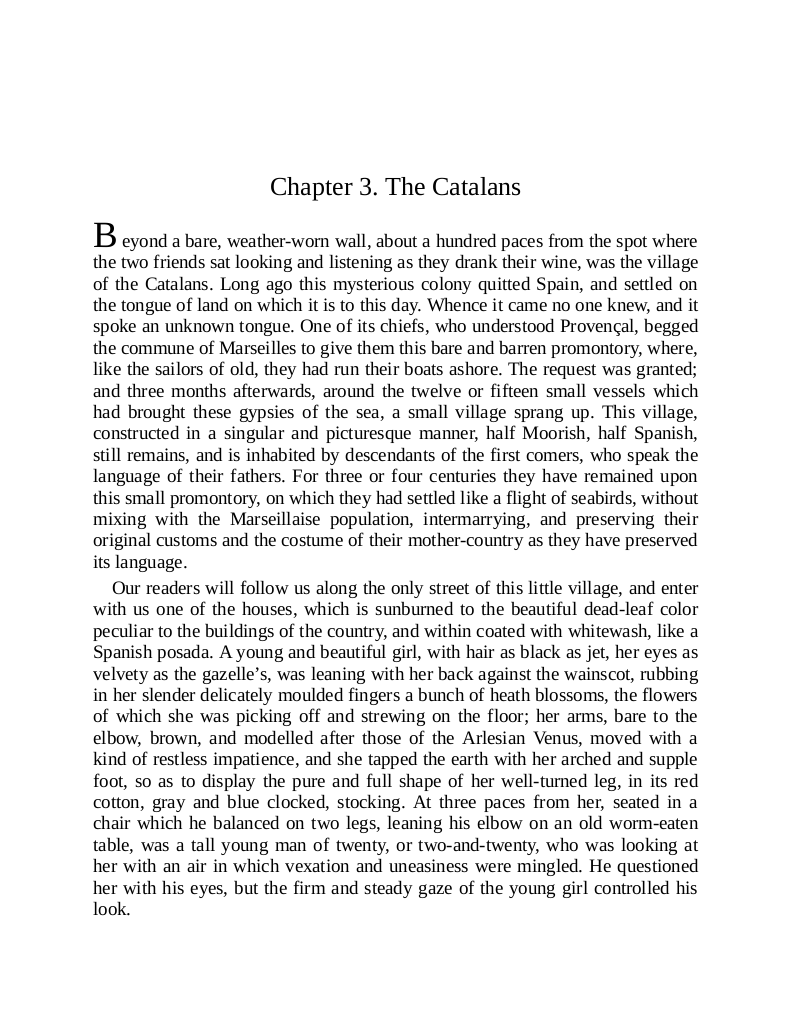 Chapter 3. The Catalans
Beyond a bare, weather-worn wall, about a hundred paces from the spot where
the two friends sat looking and listening as they drank their wine, was the village
of the Catalans. Long ago this mysterious colony quitted Spain, and settled on
the tongue of land on which it is to this day. Whence it came no one knew, and it
spoke an unknown tongue. One of its chiefs, who understood Provençal, begged
the commune of Marseilles to give them this bare and barren promontory, where,
like the sailors of old, they had run their boats ashore. The request was granted;
and three months afterwards, around the twelve or fifteen small vessels which
had brought these gypsies of the sea, a small village sprang up. This village,
constructed in a singular and picturesque manner, half Moorish, half Spanish,
still remains, and is inhabited by descendants of the first comers, who speak the
language of their fathers. For three or four centuries they have remained upon
this small promontory, on which they had settled like a flight of seabirds, without
mixing with the Marseillaise population, intermarrying, and preserving their
original customs and the costume of their mother-country as they have preserved
its language.
Our readers will follow us along the only street of this little village, and enter
with us one of the houses, which is sunburned to the beautiful dead-leaf color
peculiar to the buildings of the country, and within coated with whitewash, like a
Spanish posada. A young and beautiful girl, with hair as black as jet, her eyes as
velvety as the gazelle’s, was leaning with her back against the wainscot, rubbing
in her slender delicately moulded fingers a bunch of heath blossoms, the flowers
of which she was picking off and strewing on the floor; her arms, bare to the
elbow, brown, and modelled after those of the Arlesian Venus, moved with a
kind of restless impatience, and she tapped the earth with her arched and supple
foot, so as to display the pure and full shape of her well-turned leg, in its red
cotton, gray and blue clocked, stocking. At three paces from her, seated in a
chair which he balanced on two legs, leaning his elbow on an old worm-eaten
table, was a tall young man of twenty, or two-and-twenty, who was looking at
her with an air in which vexation and uneasiness were mingled. He questioned
her with his eyes, but the firm and steady gaze of the young girl controlled his
look.